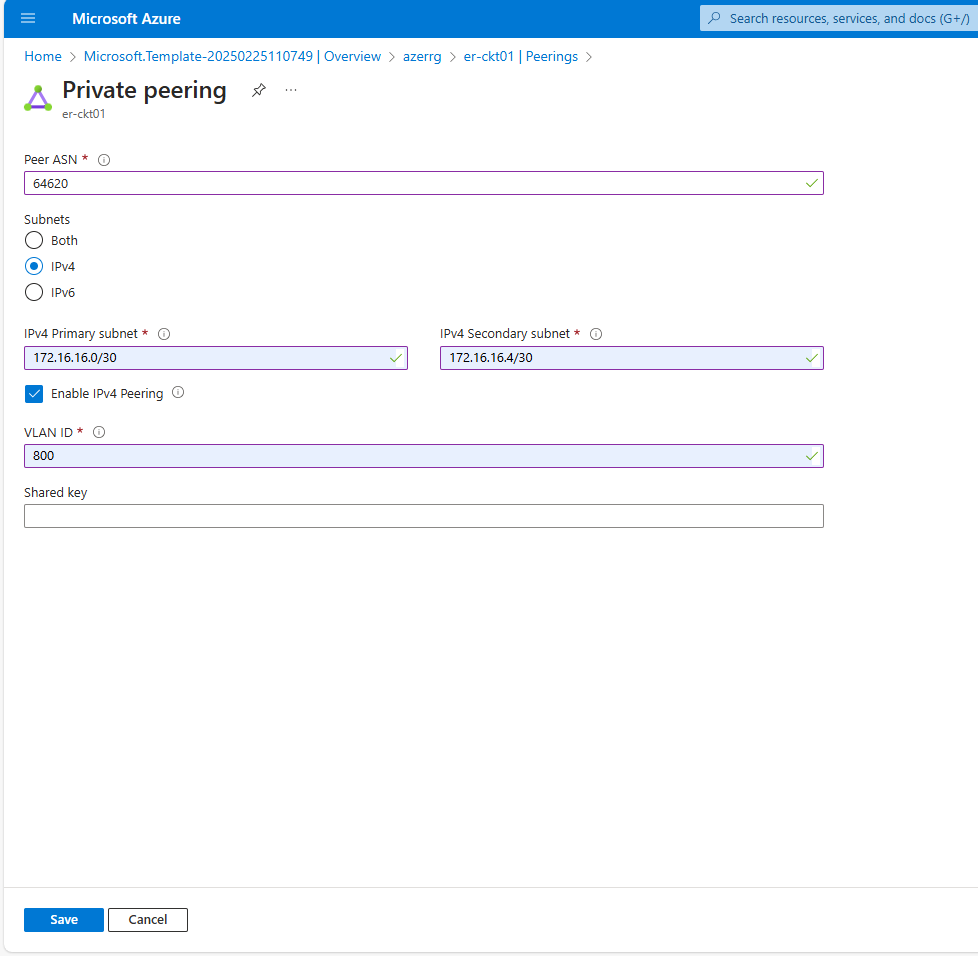 Microsoft Azure
Search resources, services, and docs (G+/)
Home > Microsoft.Template-20250225110749 | Overview > azerrg > er-ckt01 | Peerings >
Private peering ...
er-ckt01
Peer ASN *
64620
Subnets
Both
IPv4
IPv6
IPv4 Primary subnet * IPv4 Secondary subnet *
172.16.16.0/30 172.16.16.4/30
Enable IPv4 Peering
VLAN ID *
800
Shared key
Save Cancel